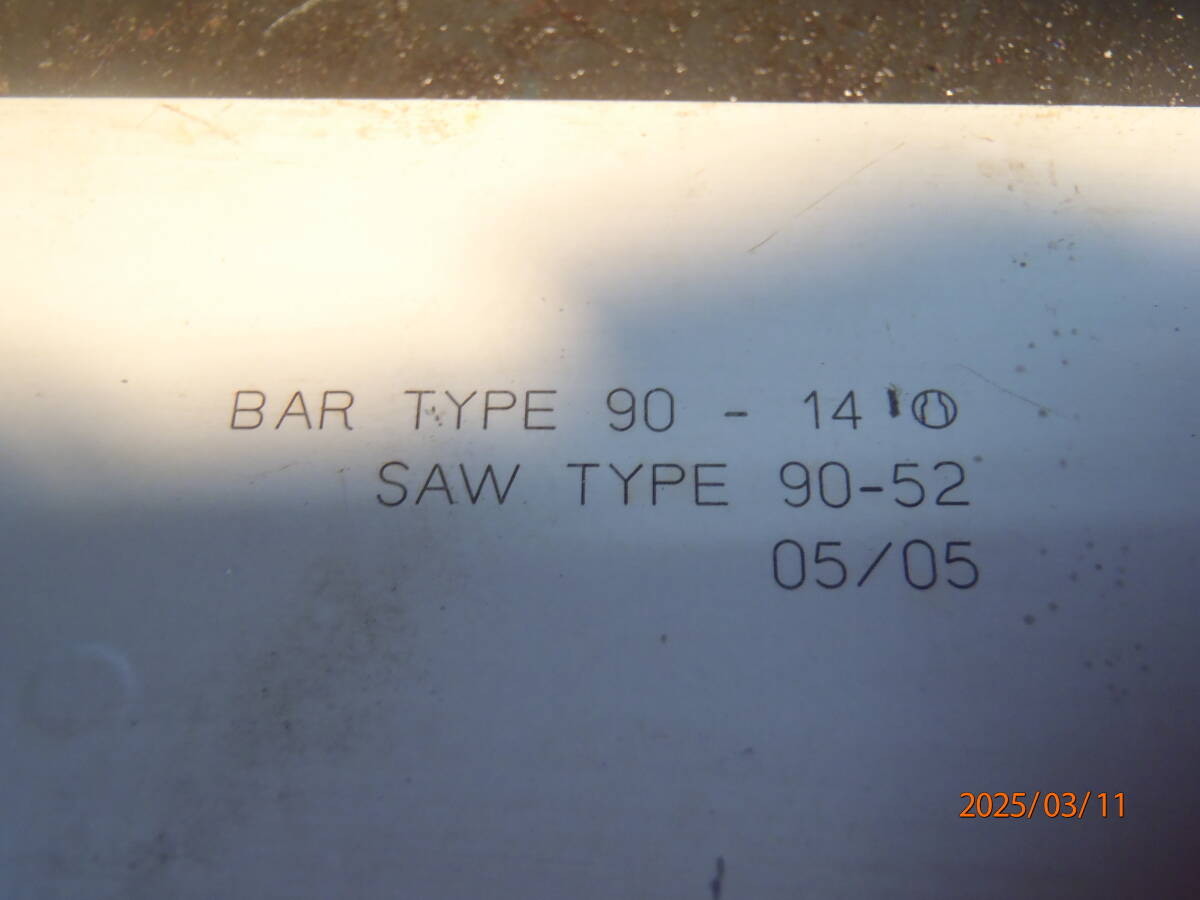 BAR TYPE 90 - 14
SAW TYPE 90-52
05/05
2025/03/11